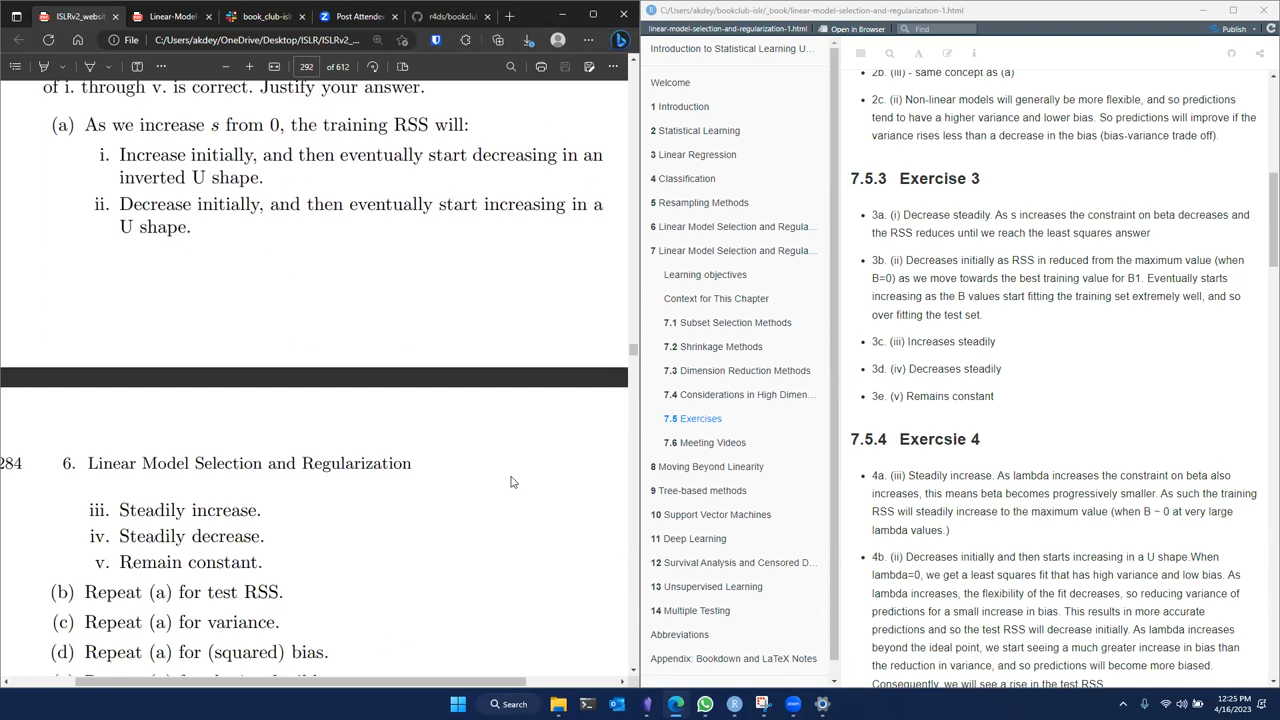 Linear-Model
book_club-isl
Post Attendee
r4ds/bookclub
C:/Users/akdey/bookclub-islr/_book/linear-model-selection-and-regularization-1.html
linear-model-selection-and-regularization-1.html
Open in Browser
Find
Publish
292 of 612
of i. through v. is correct. Justify your answer.
(a) As we increase s from 0, the training RSS will:
i. Increase initially, and then eventually start decreasing in an
inverted U shape.
ii. Decrease initially, and then eventually start increasing in a
U shape.
284
6. Linear Model Selection and Regularization
iii. Steadily increase.
iv. Steadily decrease.
v. Remain constant.
(b) Repeat (a) for test RSS.
(c) Repeat (a) for variance.
(d) Repeat (a) for (squared) bias.
Introduction to Statistical Learning U...
Welcome
1 Introduction
2 Statistical Learning
3 Linear Regression
4 Classification
5 Resampling Methods
6 Linear Model Selection and Regula...
7 Linear Model Selection and Regula...
Learning objectives
Context for This Chapter
7.1 Subset Selection Methods
7.2 Shrinkage Methods
7.3 Dimension Reduction Methods
7.4 Considerations in High Dimen...
7.5 Exercises
7.6 Meeting Videos
8 Moving Beyond Linearity
9 Tree-based methods
10 Support Vector Machines
11 Deep Learning
12 Survival Analysis and Censored D...
13 Unsupervised Learning
14 Multiple Testing
Abbreviations
Appendix: Bookdown and LaTeX Notes
2b. (iii) - same concept as (a)
2c. (ii) Non-linear models will generally be more flexible, and so predictions
tend to have a higher variance and lower bias. So predictions will improve if the
variance rises less than a decrease in the bias (bias-variance trade off).
7.5.3 Exercise 3
3a. (i) Decrease steadily. As s increases the constraint on beta decreases and
the RSS reduces until we reach the least squares answer
3b. (ii) Decreases initially as RSS in reduced from the maximum value (when
B=0) as we move towards the best training value for B1. Eventually starts
increasing as the B values start fitting the training set extremely well, and so
over fitting the test set.
3c. (iii) Increases steadily
3d. (iv) Decreases steadily
3e. (v) Remains constant
7.5.4 Exercsie 4
4a. (iii) Steadily increase. As lambda increases the constraint on beta also
increases, this means beta becomes progressively smaller. As such the training
RSS will steadily increase to the maximum value (when B ~ 0 at very large
lambda values.)
4b. (ii) Decreases initially and then starts increasing in a U shape.When
lambda=0, we get a least squares fit that has high variance and low bias. As
lambda increases, the flexibility of the fit decreases, so reducing variance of
predictions for a small increase in bias. This results in more accurate
predictions and so the test RSS will decrease initially. As lambda increases
beyond the ideal point, we start seeing a much greater increase in bias than
the reduction in variance, and so predictions will become more biased.
Consequently, we will see a rise in the test RSS
Search
12:25 PM
4/16/2023